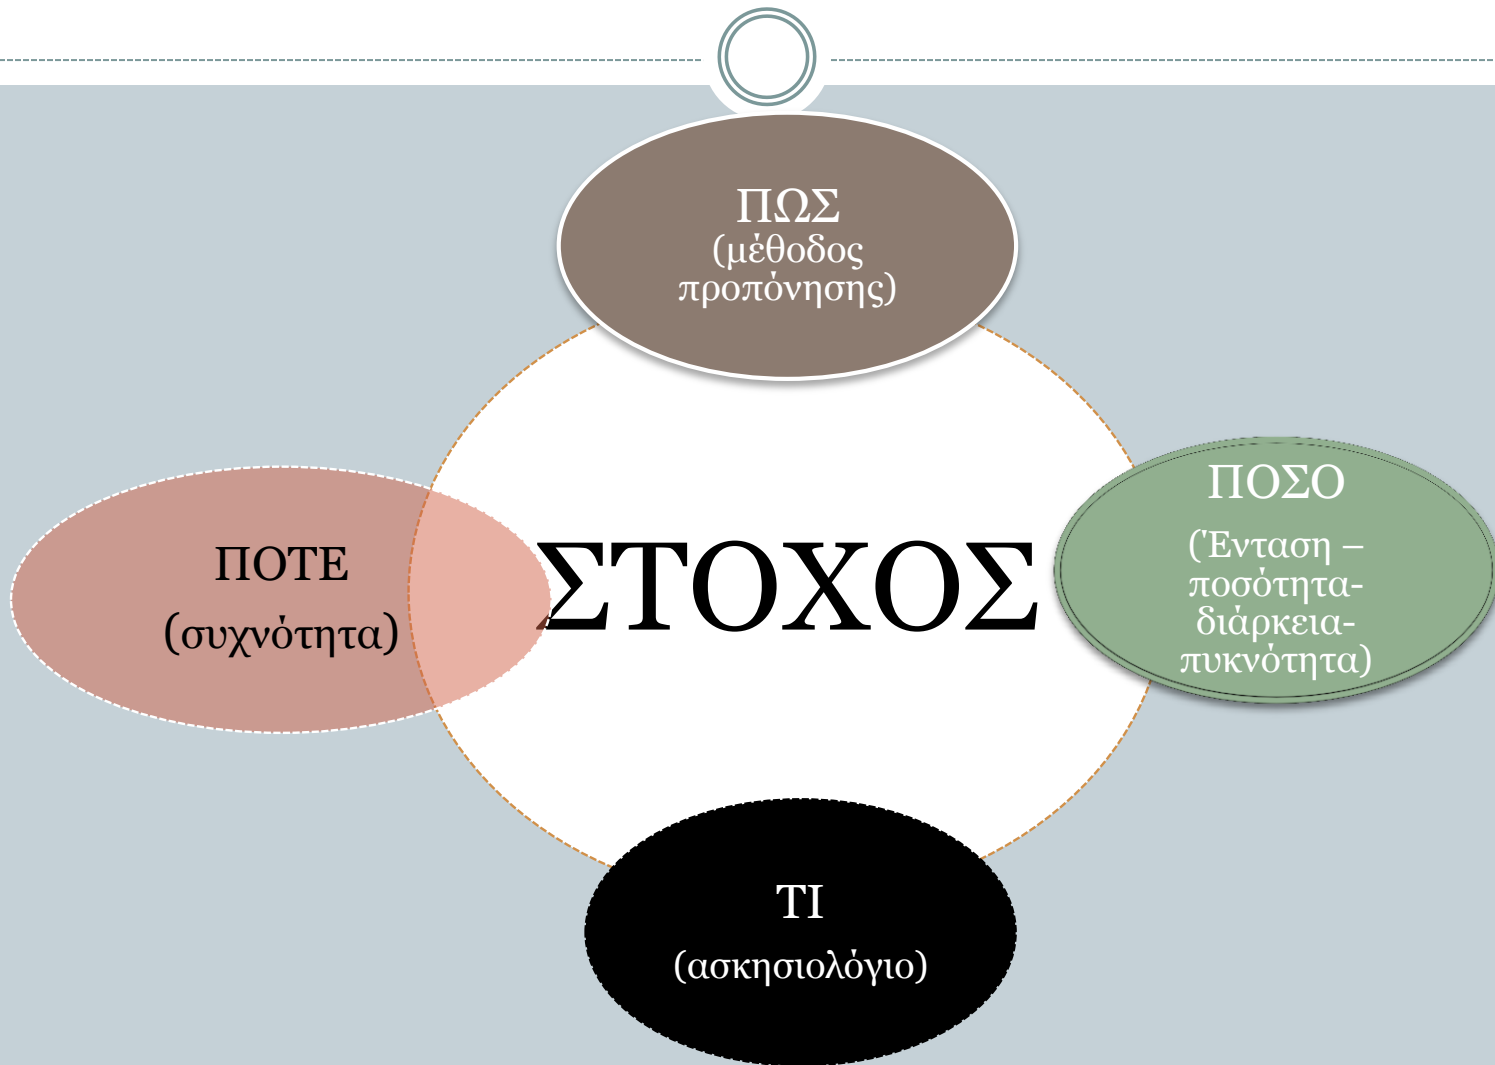 ΠΩΣ
(μέθοδος
προπόνησης)
ΠΟΣΟ
(Ένταση –
ποσότητα-
διάρκεια-
πυκνότητα)
ΣΤΟΧΟΣ
ΠΟΤΕ
(συχνότητα)
ΤΙ
(ασκησιολόγιο)